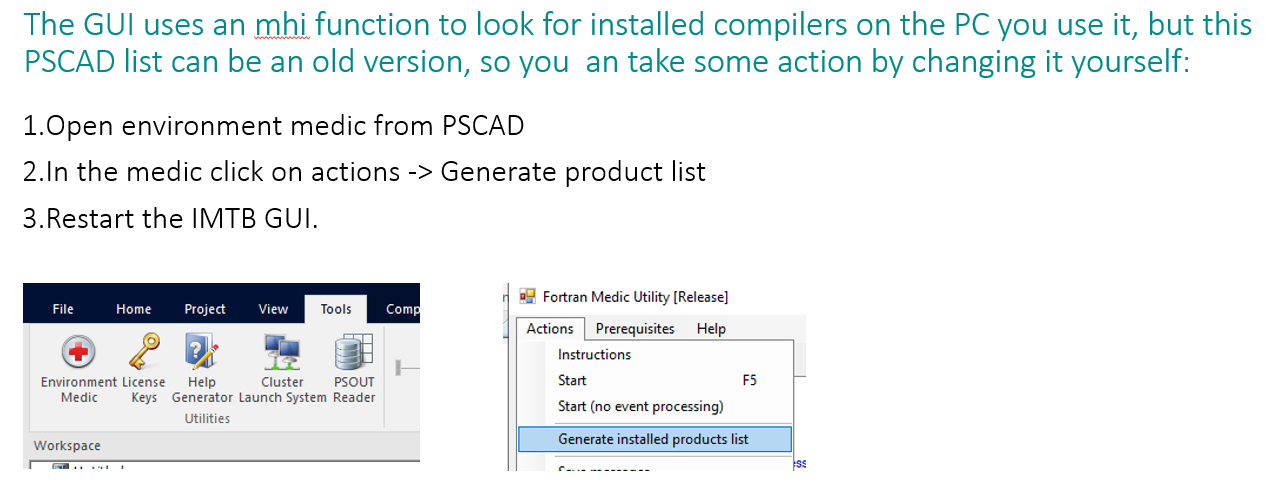 The GUI uses an mhi function to look for installed compilers on the PC you use it, but this
PSCAD list can be an old version, so you  an take some action by changing it yourself:
1.Open environment medic from PSCAD
2.In the medic click on actions -> Generate product list
3.Restart the IMTB GUI.
File Home Project View Tools Comp
Environment Medic
License Keys
Help Generator
Cluster Launch System
PSOUT Reader
Utilities
Workspace
Fortran Medic Utility [Release]
Actions Prerequisites Help
Instructions
Start F5
Start (no event processing)
Generate installed products list